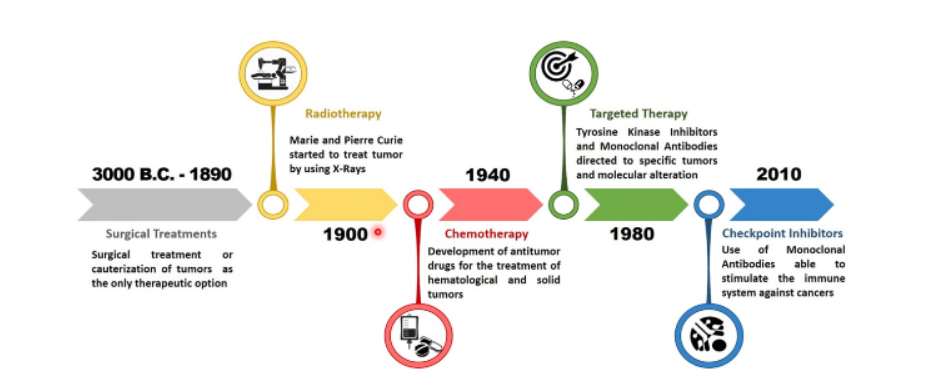 3000 B.C. - 1890
Surgical Treatments
Surgical treatment or
cauterization of tumors as
the only therapeutic option
Radiotherapy
Marie and Pierre Curie
started to treat tumor
by using X-Rays
1900
1940
Chemotherapy
Development of antitumor
drugs for the treatment of
hematological and solid
tumors
Targeted Therapy
Tyrosine Kinase Inhibitors
and Monoclonal Antibodies
directed to specific tumors
and molecular alteration
1980
2010
Checkpoint Inhibitors
Use of Monoclonal
Antibodies able to
stimulate the immune
system against cancers